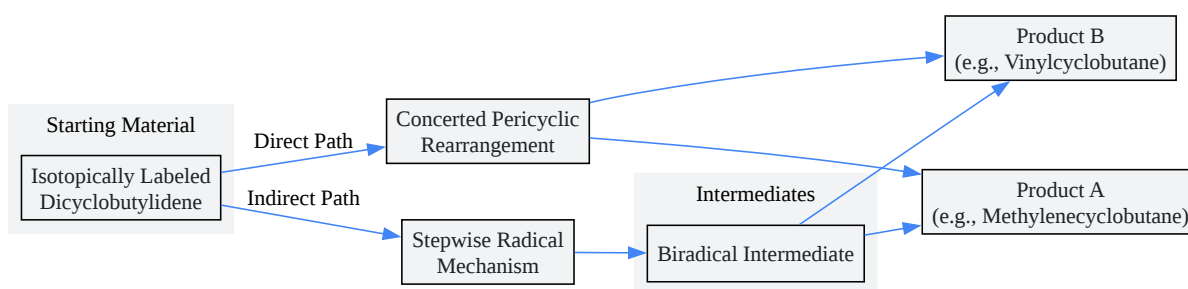 Starting Material
Isotopically Labeled
Dicyclobutylidene
Direct Path
Indirect Path
Concerted Pericyclic
Rearrangement
Stepwise Radical
Mechanism
Intermediates
Biradical Intermediate
Product B
(e.g., Vinylcyclobutane)
Product A
(e.g., Methylenecyclobutane)